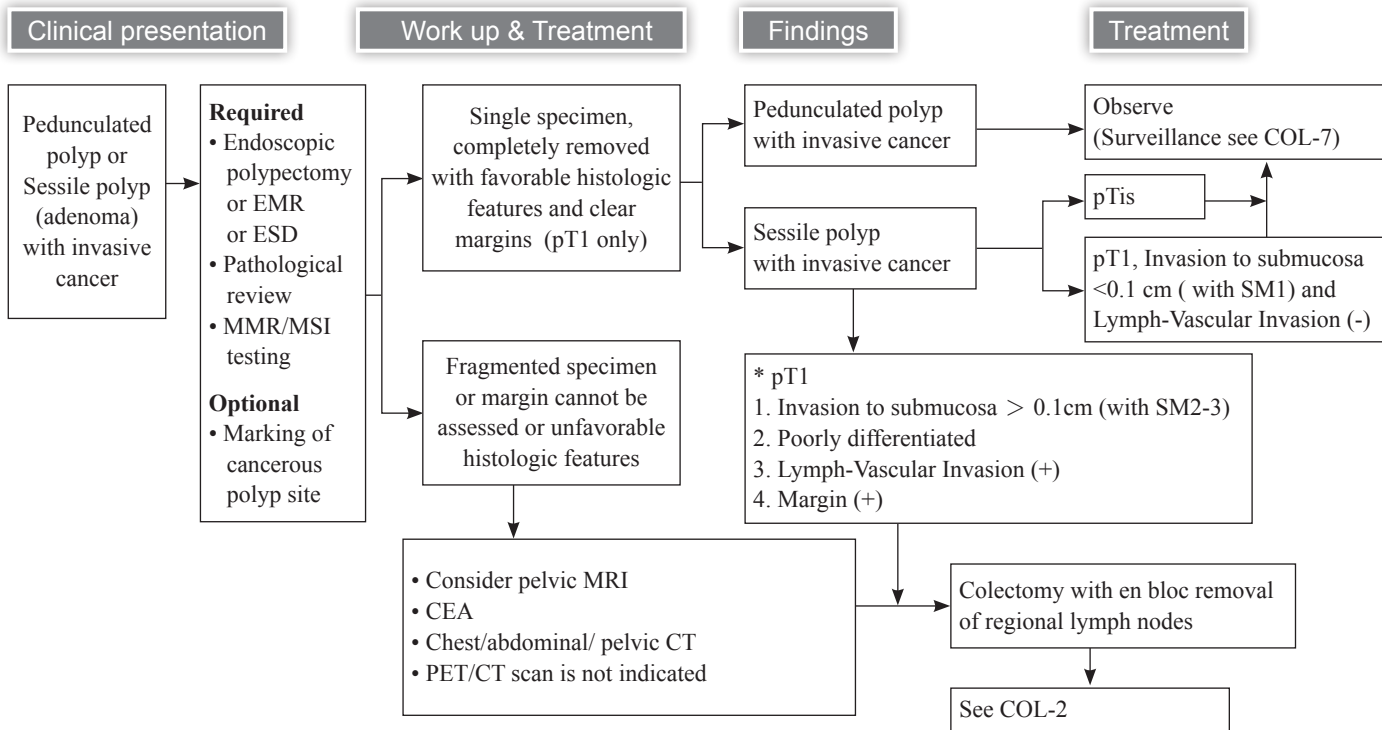 Clinical presentation
Work up & Treatment
Findings
Treatment
Pedunculated
polyp or
Sessile polyp
(adenoma)
with invasive
cancer
Required
• Endoscopic
polypectomy
or EMR
or ESD
• Pathological
review
• MMR/MSI
testing
Optional
• Marking of
cancerous
polyp site
Single specimen,
completely removed
with favorable histologic
features and clear
margins (pT1 only)
Fragmented specimen
or margin cannot be
assessed or unfavorable
histologic features
• Consider pelvic MRI
• CEA
• Chest/abdominal/ pelvic CT
• PET/CT scan is not indicated
Pedunculated polyp
with invasive cancer
Sessile polyp
with invasive cancer
* pT1
1. Invasion to submucosa > 0.1cm (with SM2-3)
2. Poorly differentiated
3. Lymph-Vascular Invasion (+)
4. Margin (+)
Observe
(Surveillance see COL-7)
pTis
pT1, Invasion to submucosa
<0.1 cm ( with SM1) and
Lymph-Vascular Invasion (-)
Colectomy with en bloc removal
of regional lymph nodes
See COL-2